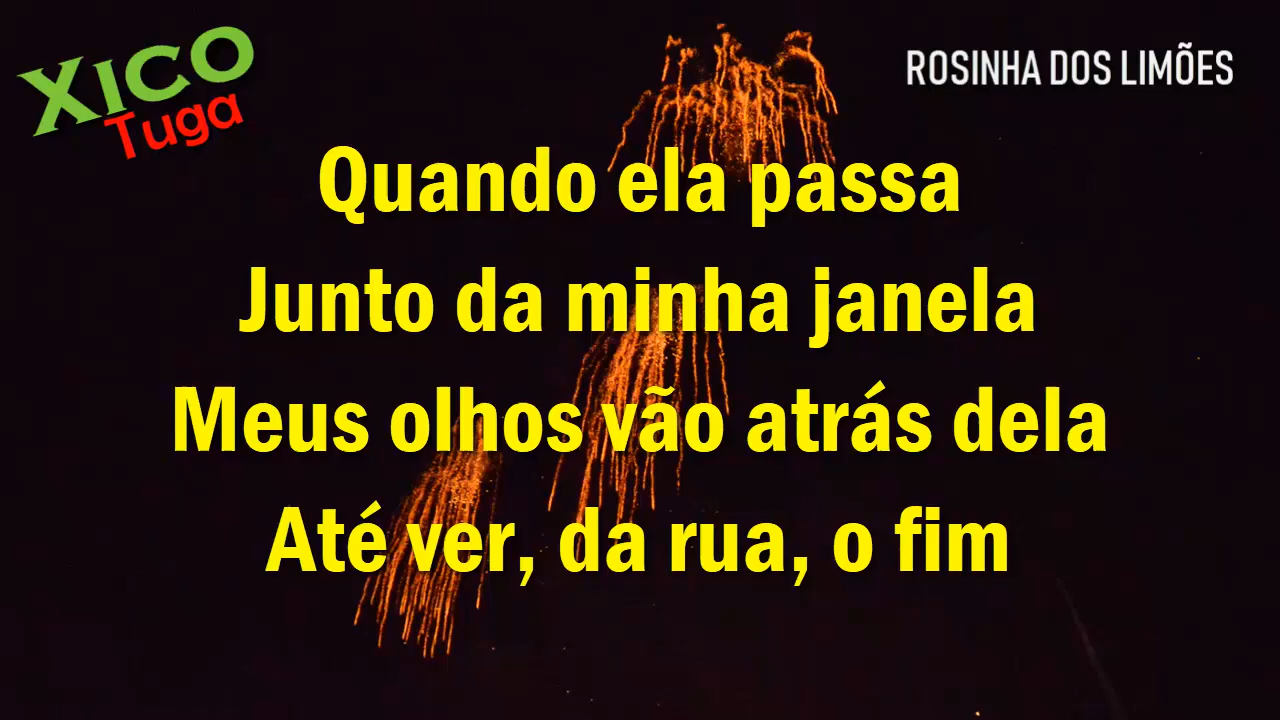 XICO
Tuga
ROSINHA DOS LIMÕES
Quando ela passa
Junto da minha janela
Meus olhos vão atrás dela
Até ver, da rua, o fim